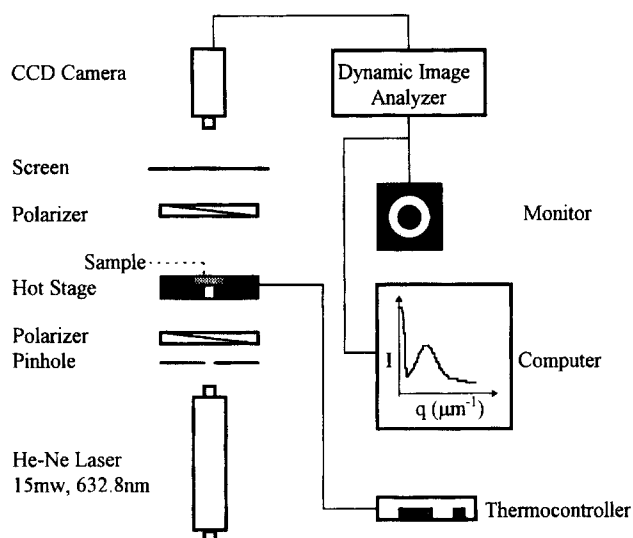 CCD Camera
Dynamic Image
Analyzer
Screen
Polarizer
Monitor
Sample
Hot Stage
Polarizer
Pinhole
I
q (μm⁻¹)
Computer
He-Ne Laser
15mw, 632.8nm
Thermocontroller